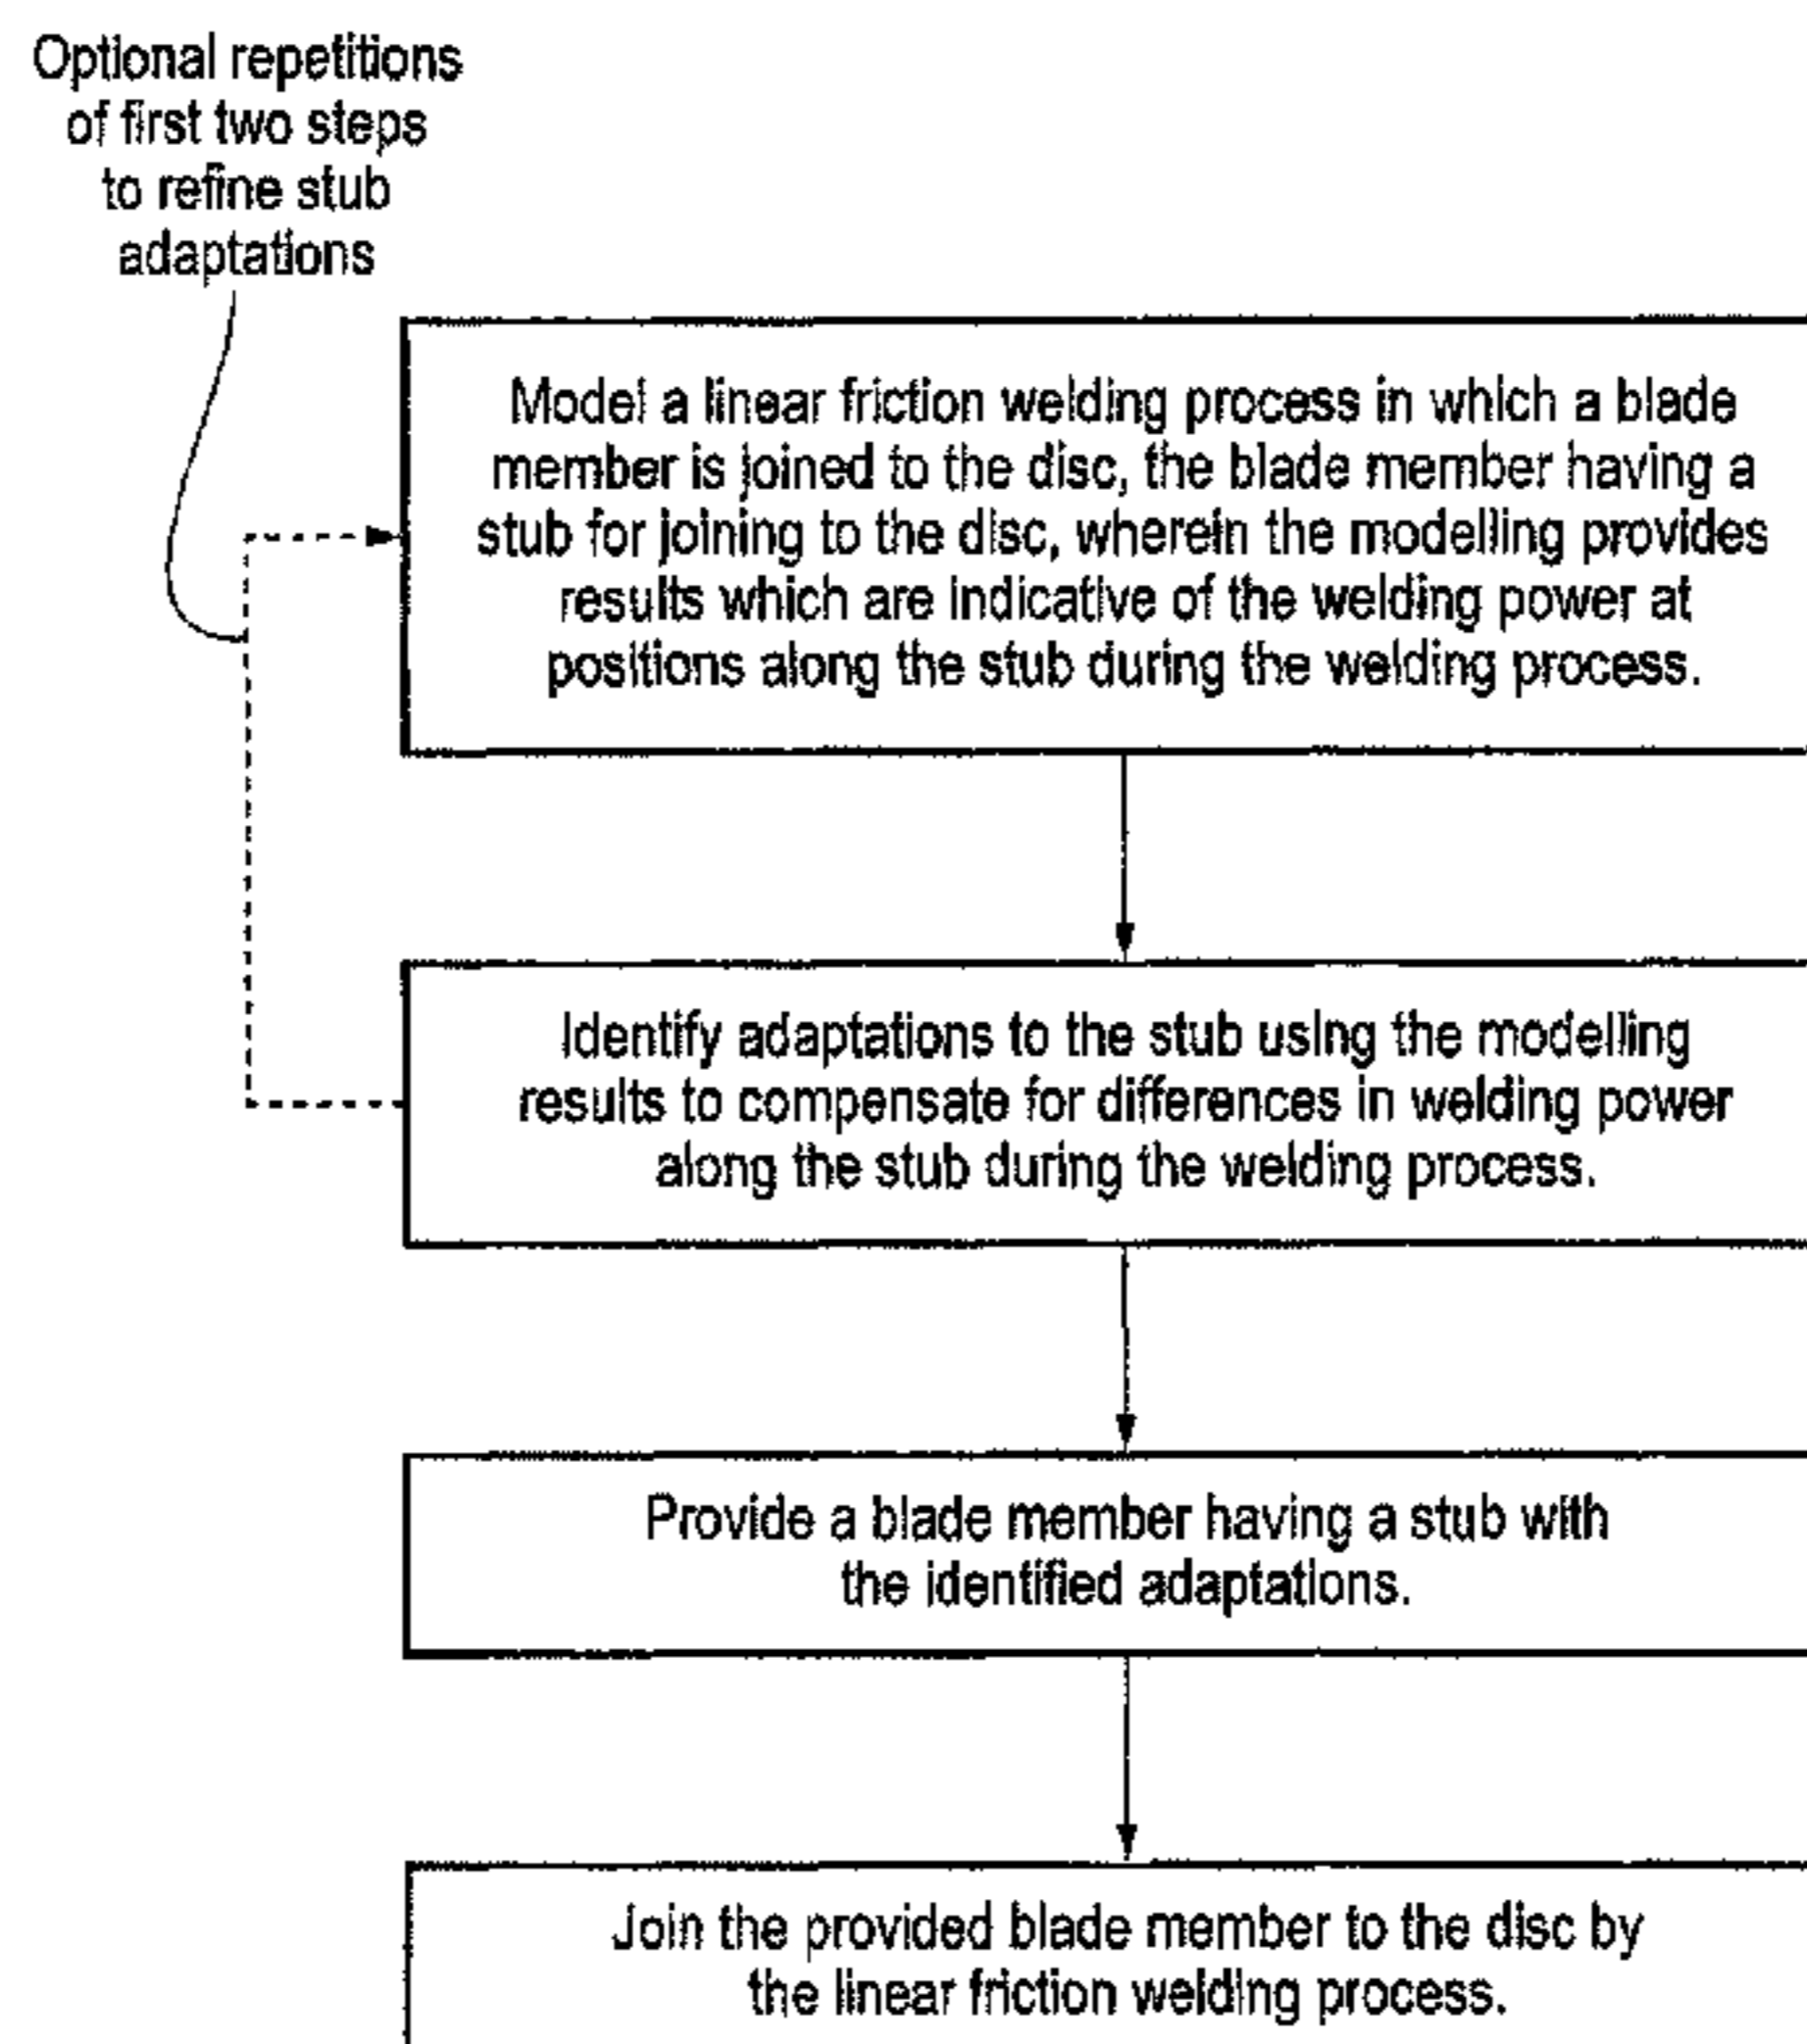 Optional repetitions
of first two steps
to refine stub
adaptations
Model a linear friction welding process in which a blade
member is joined to the disc, the blade member having a
stub for joining to the disc, wherein the modelling provides
results which are indicative of the welding power at
positions along the stub during the welding process.
Identify adaptations to the stub using the modelling
results to compensate for differences in welding power
along the stub during the welding process.
Provide a blade member having a stub with
the identified adaptations.
Join the provided blade member to the disc by
the linear friction welding process.